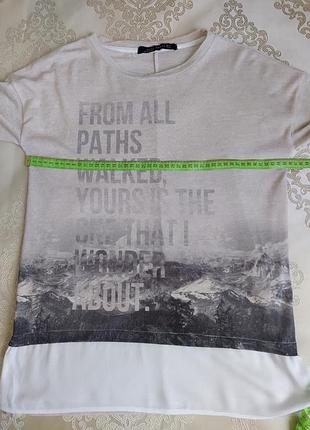 FROM ALL
PATHS
WALKED,
YOURS IS THE
ONE THAT I
WONDER
ABOUT.